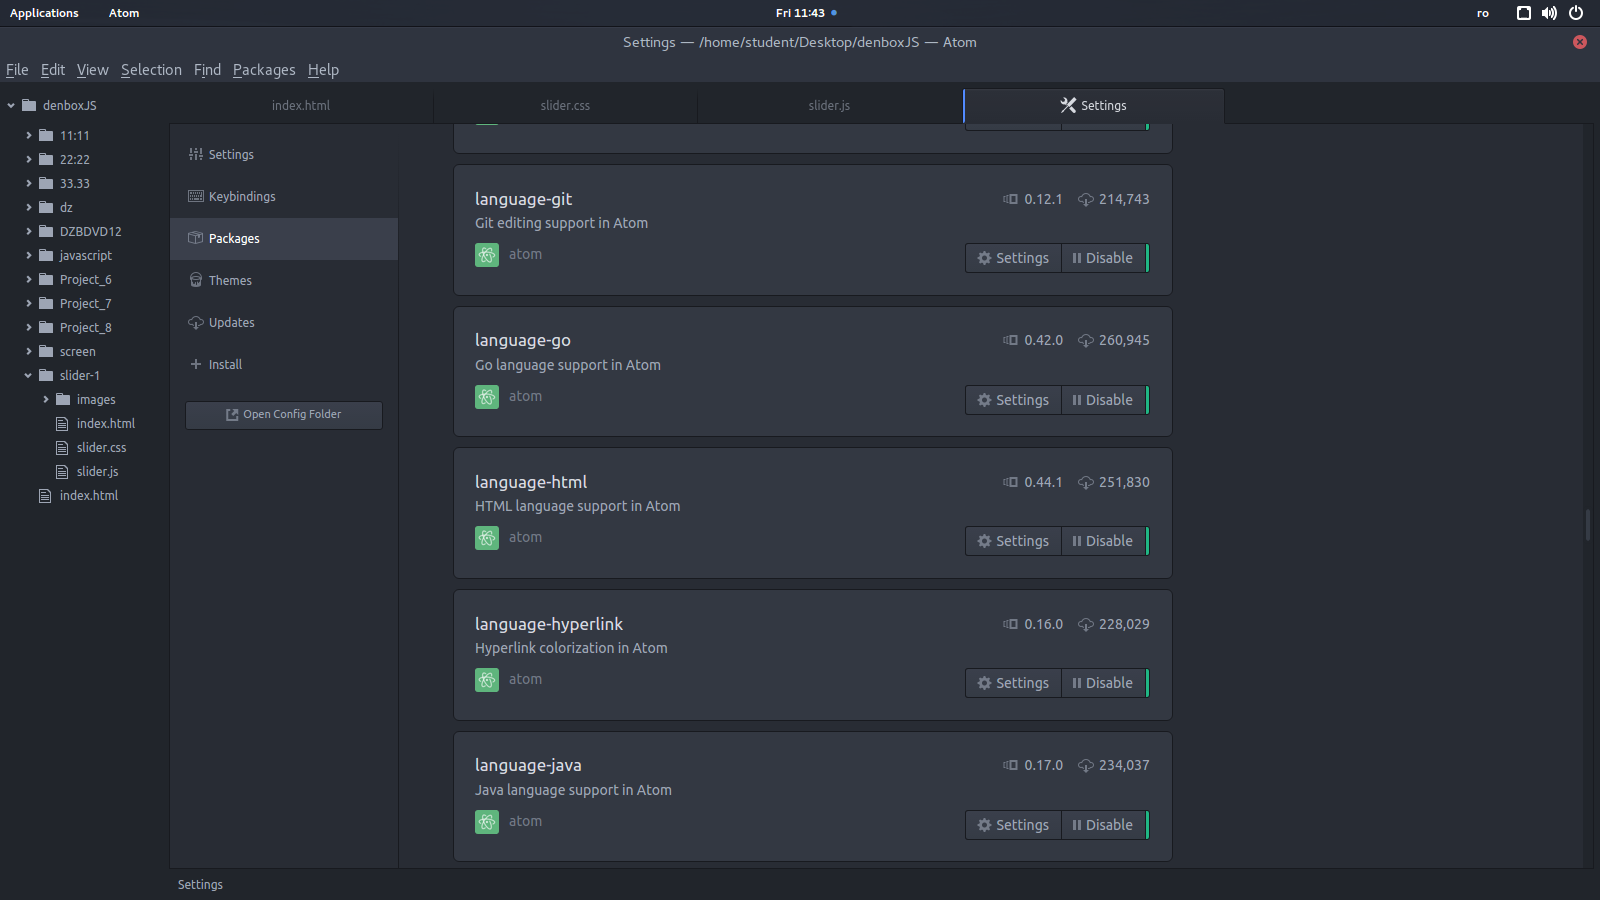 Applications Atom Fri 11:43 ro
Settings — /home/student/Desktop/denboxJS — Atom
File Edit View Selection Find Packages Help
denboxJS
11:11
22:22
33.33
dz
DZBDVD12
javascript
Project_6
Project_7
Project_8
screen
slider-1
images
index.html
slider.css
slider.js
index.html
index.html slider.css slider.js Settings
Settings
Keybindings
Packages
Themes
Updates
Install
Open Config Folder
language-git 0.12.1 214,743
Git editing support in Atom
atom
Settings Disable
language-go 0.42.0 260,945
Go language support in Atom
atom
Settings Disable
language-html 0.44.1 251,830
HTML language support in Atom
atom
Settings Disable
language-hyperlink 0.16.0 228,029
Hyperlink colorization in Atom
atom
Settings Disable
language-java 0.17.0 234,037
Java language support in Atom
atom
Settings Disable
Settings